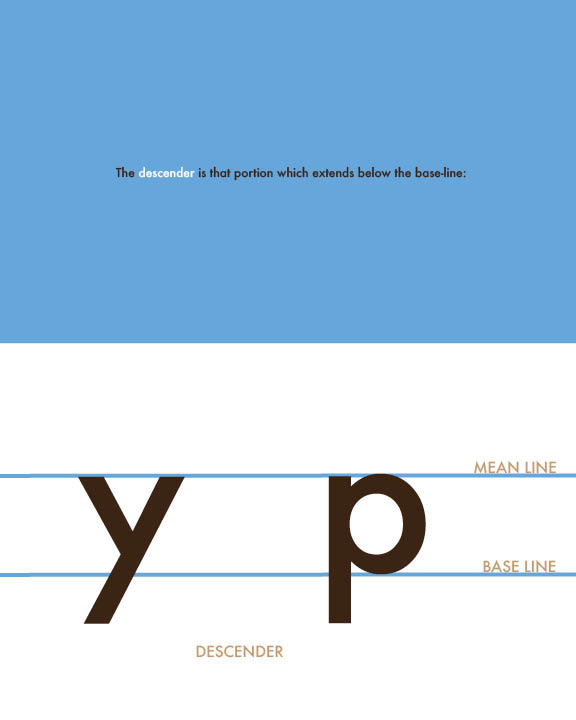 The descender is that portion which extends below the base-line:
MEAN LINE
y p
BASE LINE
DESCENDER